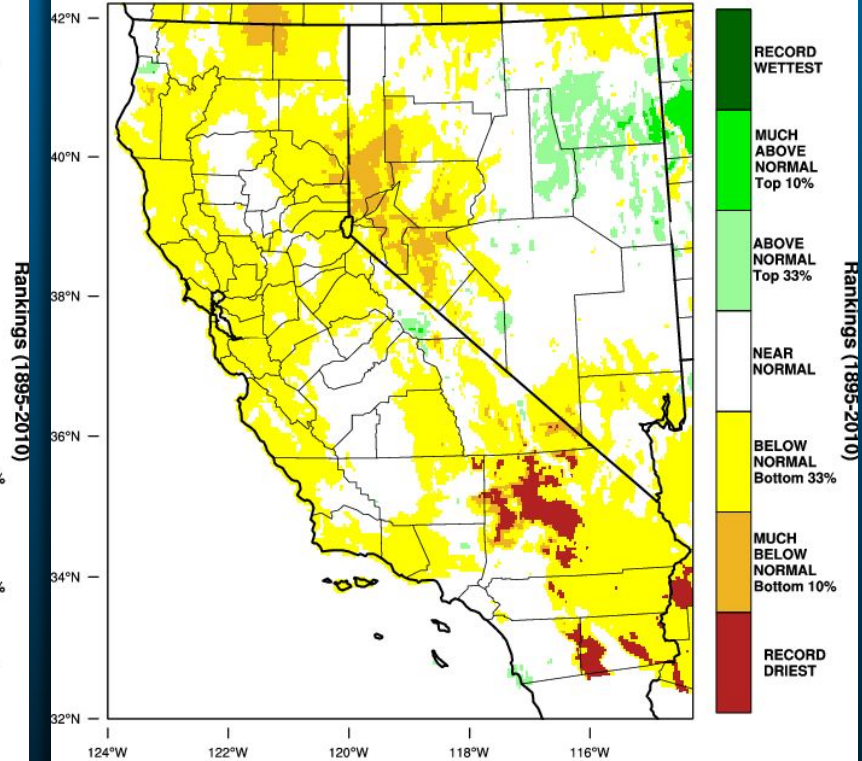 42°N
40°N
38°N
36°N
34°N
32°N
124°W
122°W
120°W
118°W
116°W
Rankings (1895-2010)
%
%
RECORD
WETTEST
MUCH
ABOVE
NORMAL
Top 10%
ABOVE
NORMAL
Top 33%
NEAR
NORMAL
BELOW
NORMAL
Bottom 33%
MUCH
BELOW
NORMAL
Bottom 10%
RECORD
DRIEST
Rankings (1895-2010)